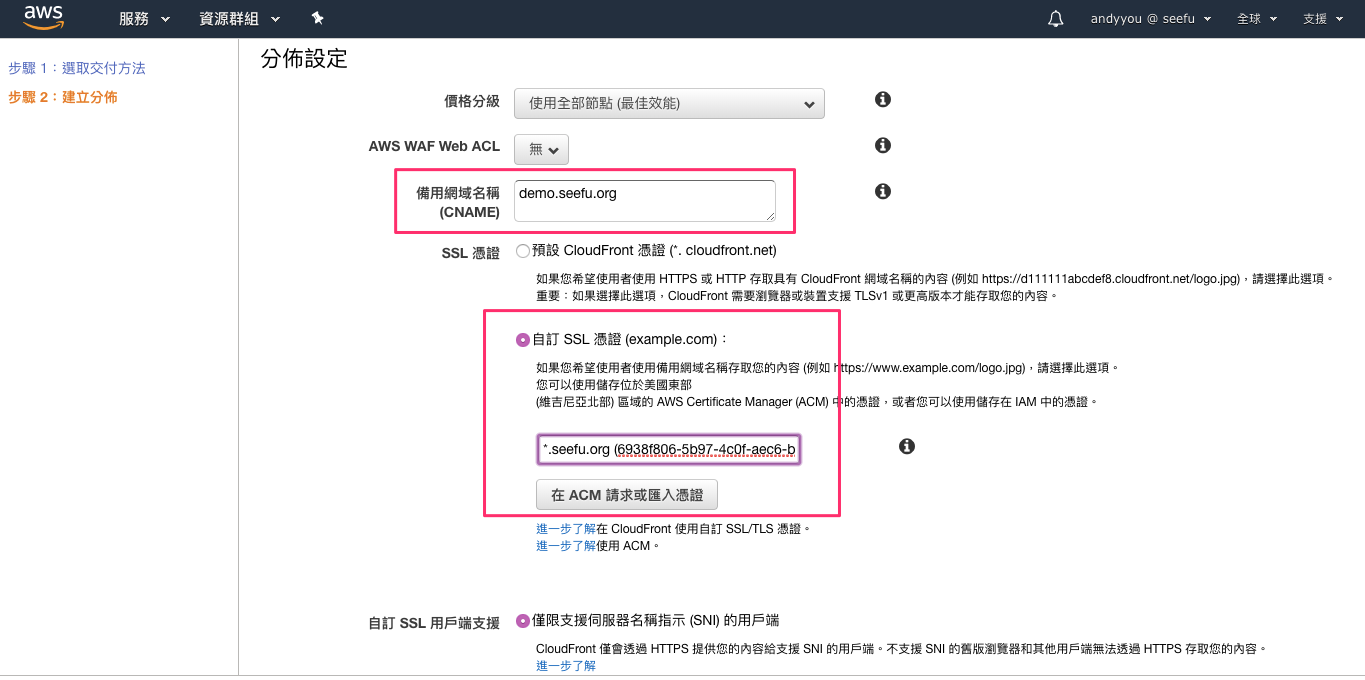 aws
服務
資源群組
andyyou @ seefu
全球
支援
步驟 1：選取交付方法
步驟 2：建立分佈
分佈設定
價格分級
使用全部節點 (最佳效能)
AWS WAF Web ACL
無
備用網域名稱
(CNAME)
demo.seefu.org
SSL 憑證
預設 CloudFront 憑證 (*. cloudfront.net)
如果您希望使用者使用 HTTPS 或 HTTP 存取具有 CloudFront 網域名稱的內容 (例如 https://d111111abcdef8.cloudfront.net/logo.jpg)，請選擇此選項。
重要：如果選擇此選項，CloudFront 需要瀏覽器或裝置支援 TLSv1 或更高版本才能存取您的內容。
自訂 SSL 憑證 (example.com)：
如果您希望使用者使用備用網域名稱存取您的內容 (例如 https://www.example.com/logo.jpg)，請選擇此選項。
您可以使用儲存位於美國東部
(維吉尼亞北部) 區域的 AWS Certificate Manager (ACM) 中的憑證，或者您可以使用儲存在 IAM 中的憑證。
*.seefu.org (6938f806-5b97-4c0f-aec6-b
在 ACM 請求或匯入憑證
進一步了解在 CloudFront 使用自訂 SSL/TLS 憑證。
進一步了解使用 ACM。
自訂 SSL 用戶端支援
僅限支援伺服器名稱指示 (SNI) 的用戶端
CloudFront 僅會透過 HTTPS 提供您的內容給支援 SNI 的用戶端。不支援 SNI 的舊版瀏覽器和其他用戶端無法透過 HTTPS 存取您的內容。
進一步了解